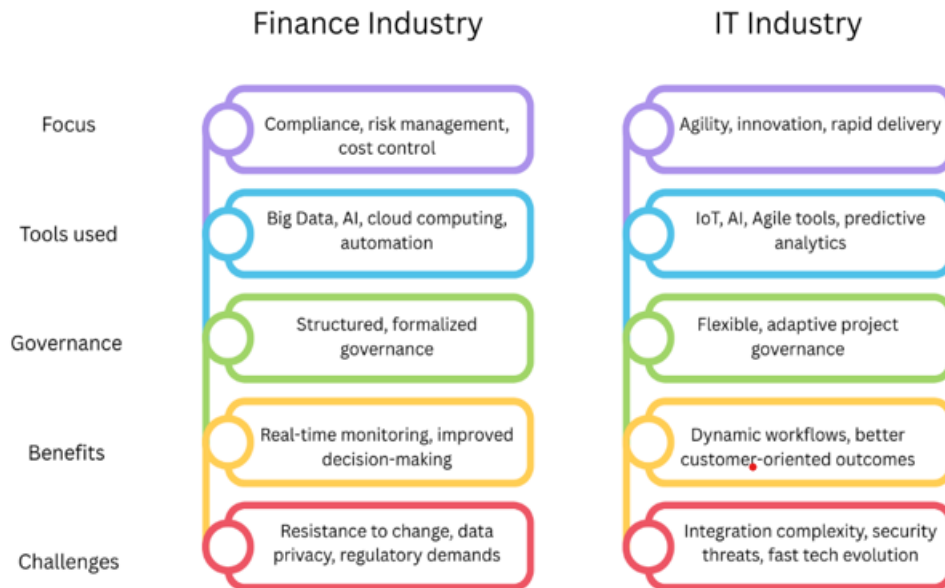 Finance Industry
IT Industry
Focus
Compliance, risk management,
cost control
Agility, innovation, rapid delivery
Tools used
Big Data, AI, cloud computing,
automation
IoT, AI, Agile tools, predictive
analytics
Governance
Structured, formalized
governance
Flexible, adaptive project
governance
Benefits
Real-time monitoring, improved
decision-making
Dynamic workflows, better
customer-oriented outcomes
Challenges
Resistance to change, data
privacy, regulatory demands
Integration complexity, security
threats, fast tech evolution